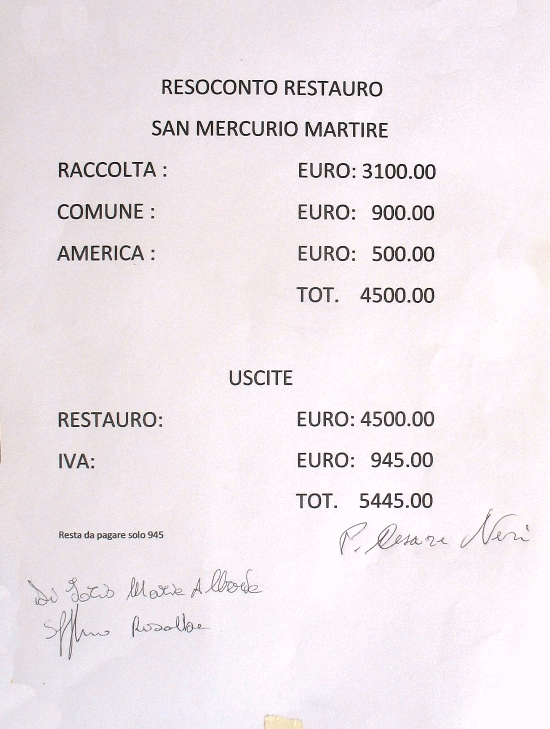 RESOCONTO RESTAURO
SAN MERCURIO MARTIRE
RACCOLTA : EURO: 3100.00
COMUNE : EURO: 900.00
AMERICA : EURO: 500.00
TOT. 4500.00
USCITE
RESTAURO: EURO: 4500.00
IVA: EURO: 945.00
TOT. 5445.00
Resta da pagare solo 945
P. Cesare Neri
Di Maria